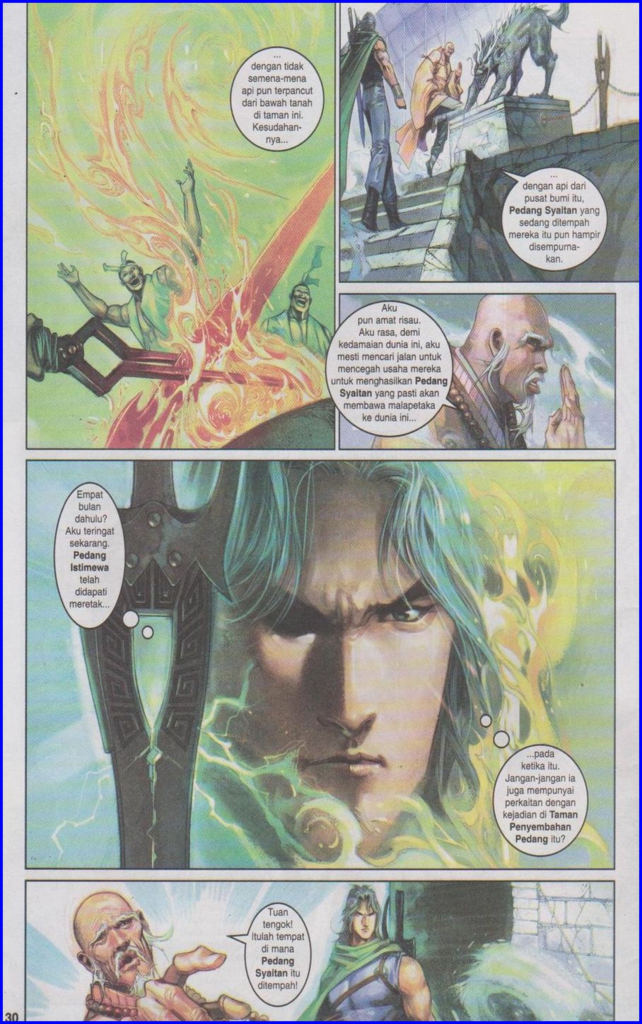 ...
dengan tidak
semena-mena
api pun terpancut
dari bawah tanah
di taman ini.
Kesudahan-
nya...
...
dengan api dari
pusat bumi itu,
Pedang Syaitan yang
sedang ditempah
mereka itu pun hampir
disempurna-
kan.
Aku
pun amat risau.
Aku rasa, demi
kedamaian dunia ini, aku
mesti mencari jalan untuk
mencegah usaha mereka
untuk menghasilkan Pedang
Syaitan yang pasti akan
membawa malapetaka
ke dunia ini...
Empat
bulan
dahulu?
Aku teringat
sekarang.
Pedang
Istimewa
telah
didapati
meretak...
...pada
ketika itu.
Jangan-jangan ia
juga mempunyai
perkaitan dengan
kejadian di Taman
Penyembahan
Pedang itu?
Tuan
tengok!
Itulah tempat
di mana
Pedang
Syaitan itu
ditempah!
30